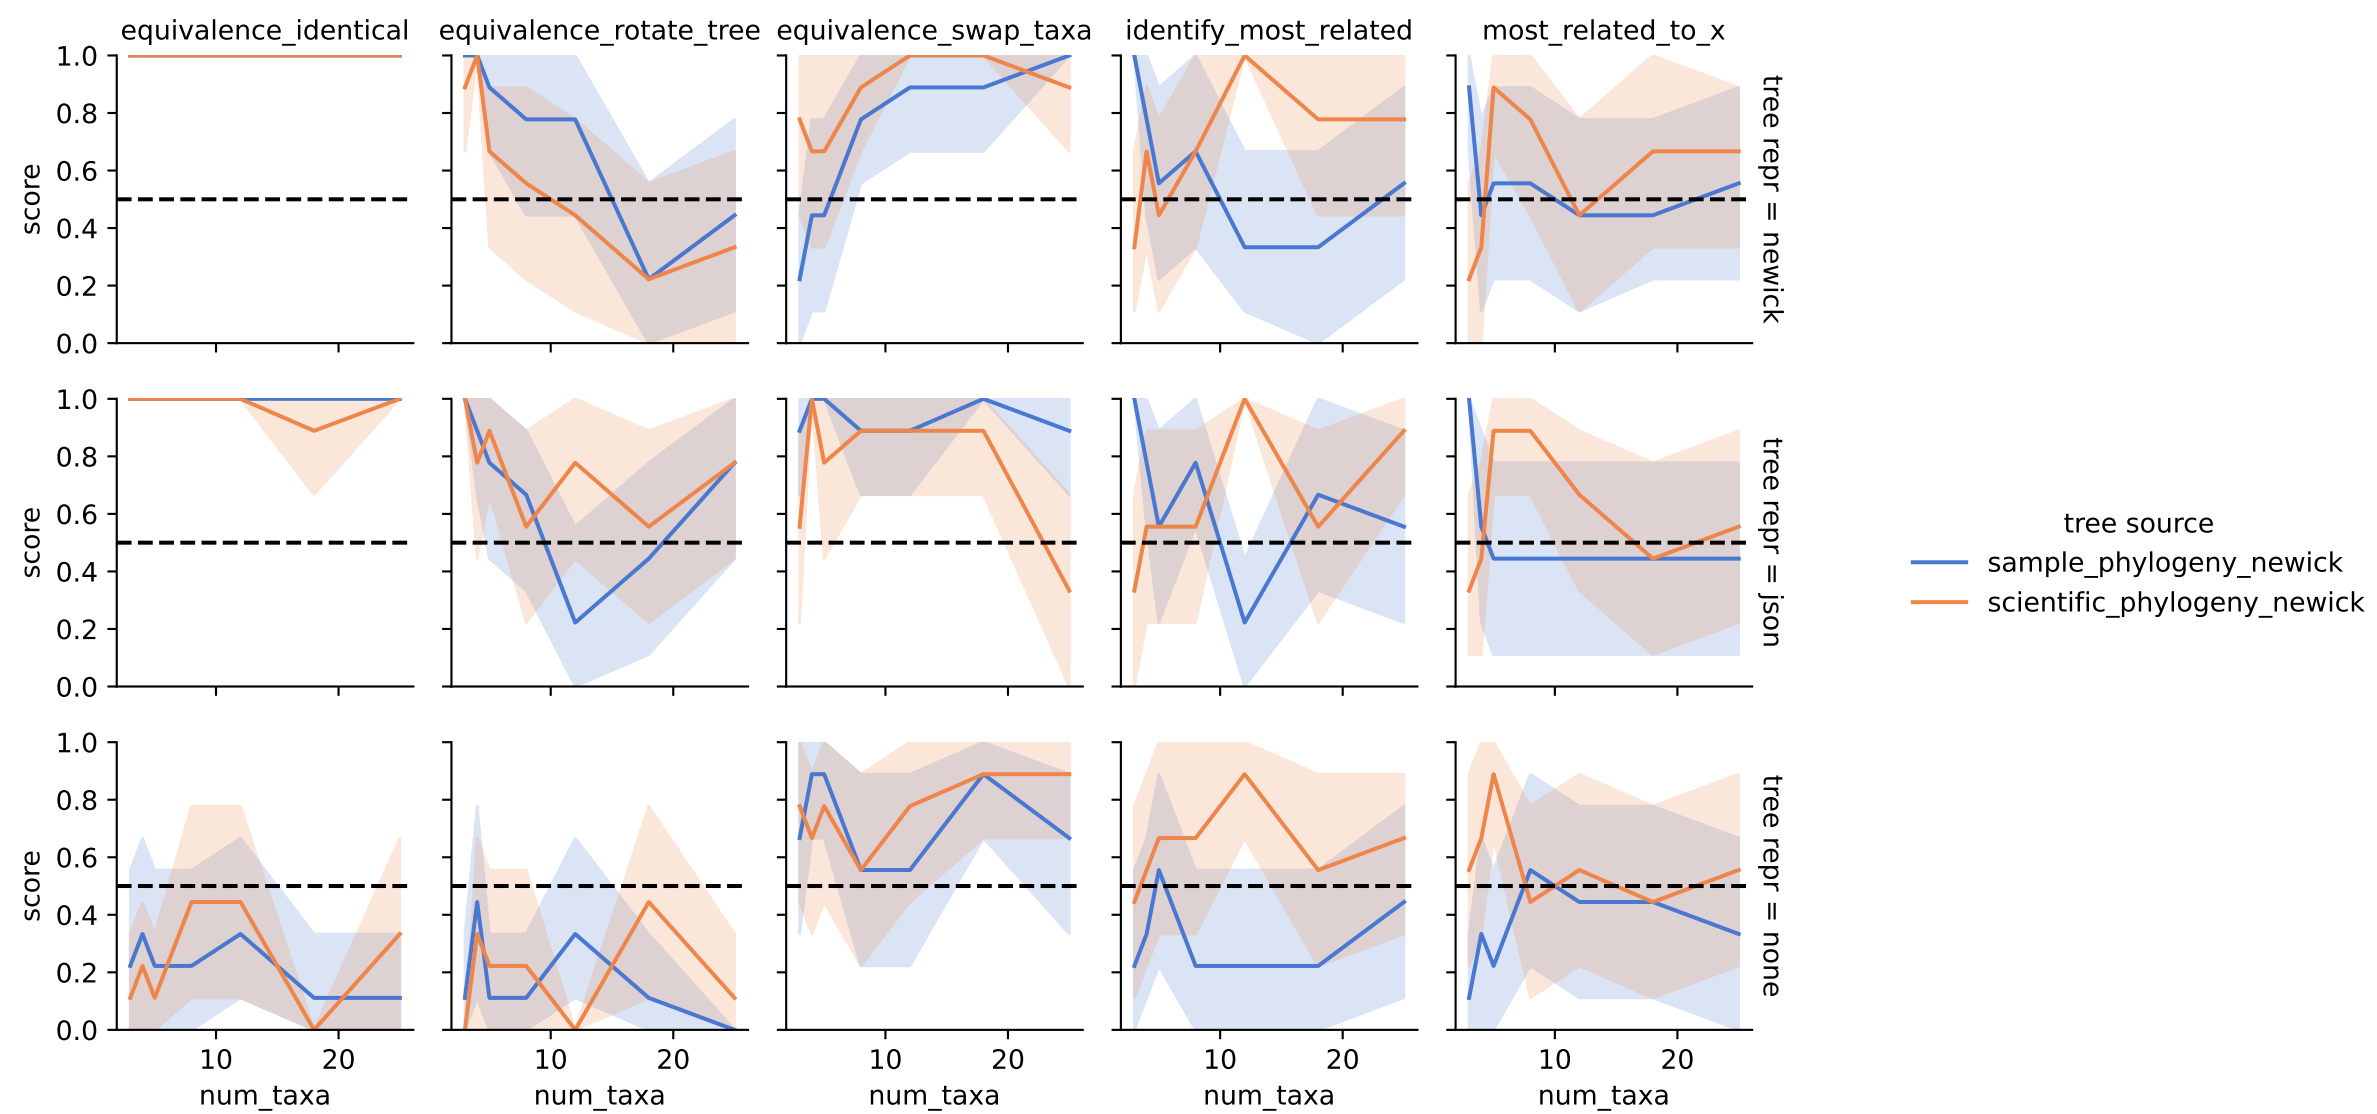 equivalence_identical
equivalence_rotate_tree
equivalence_swap_taxa
identify_most_related
most_related_to_x
1.0
0.8
0.6
0.4
0.2
0.0
score
tree repr = newick
1.0
0.8
0.6
0.4
0.2
0.0
score
tree repr = json
tree source
sample_phylogeny_newick
scientific_phylogeny_newick
1.0
0.8
0.6
0.4
0.2
0.0
score
tree repr = none
10 20
num_taxa
10 20
num_taxa
10 20
num_taxa
10 20
num_taxa
10 20
num_taxa